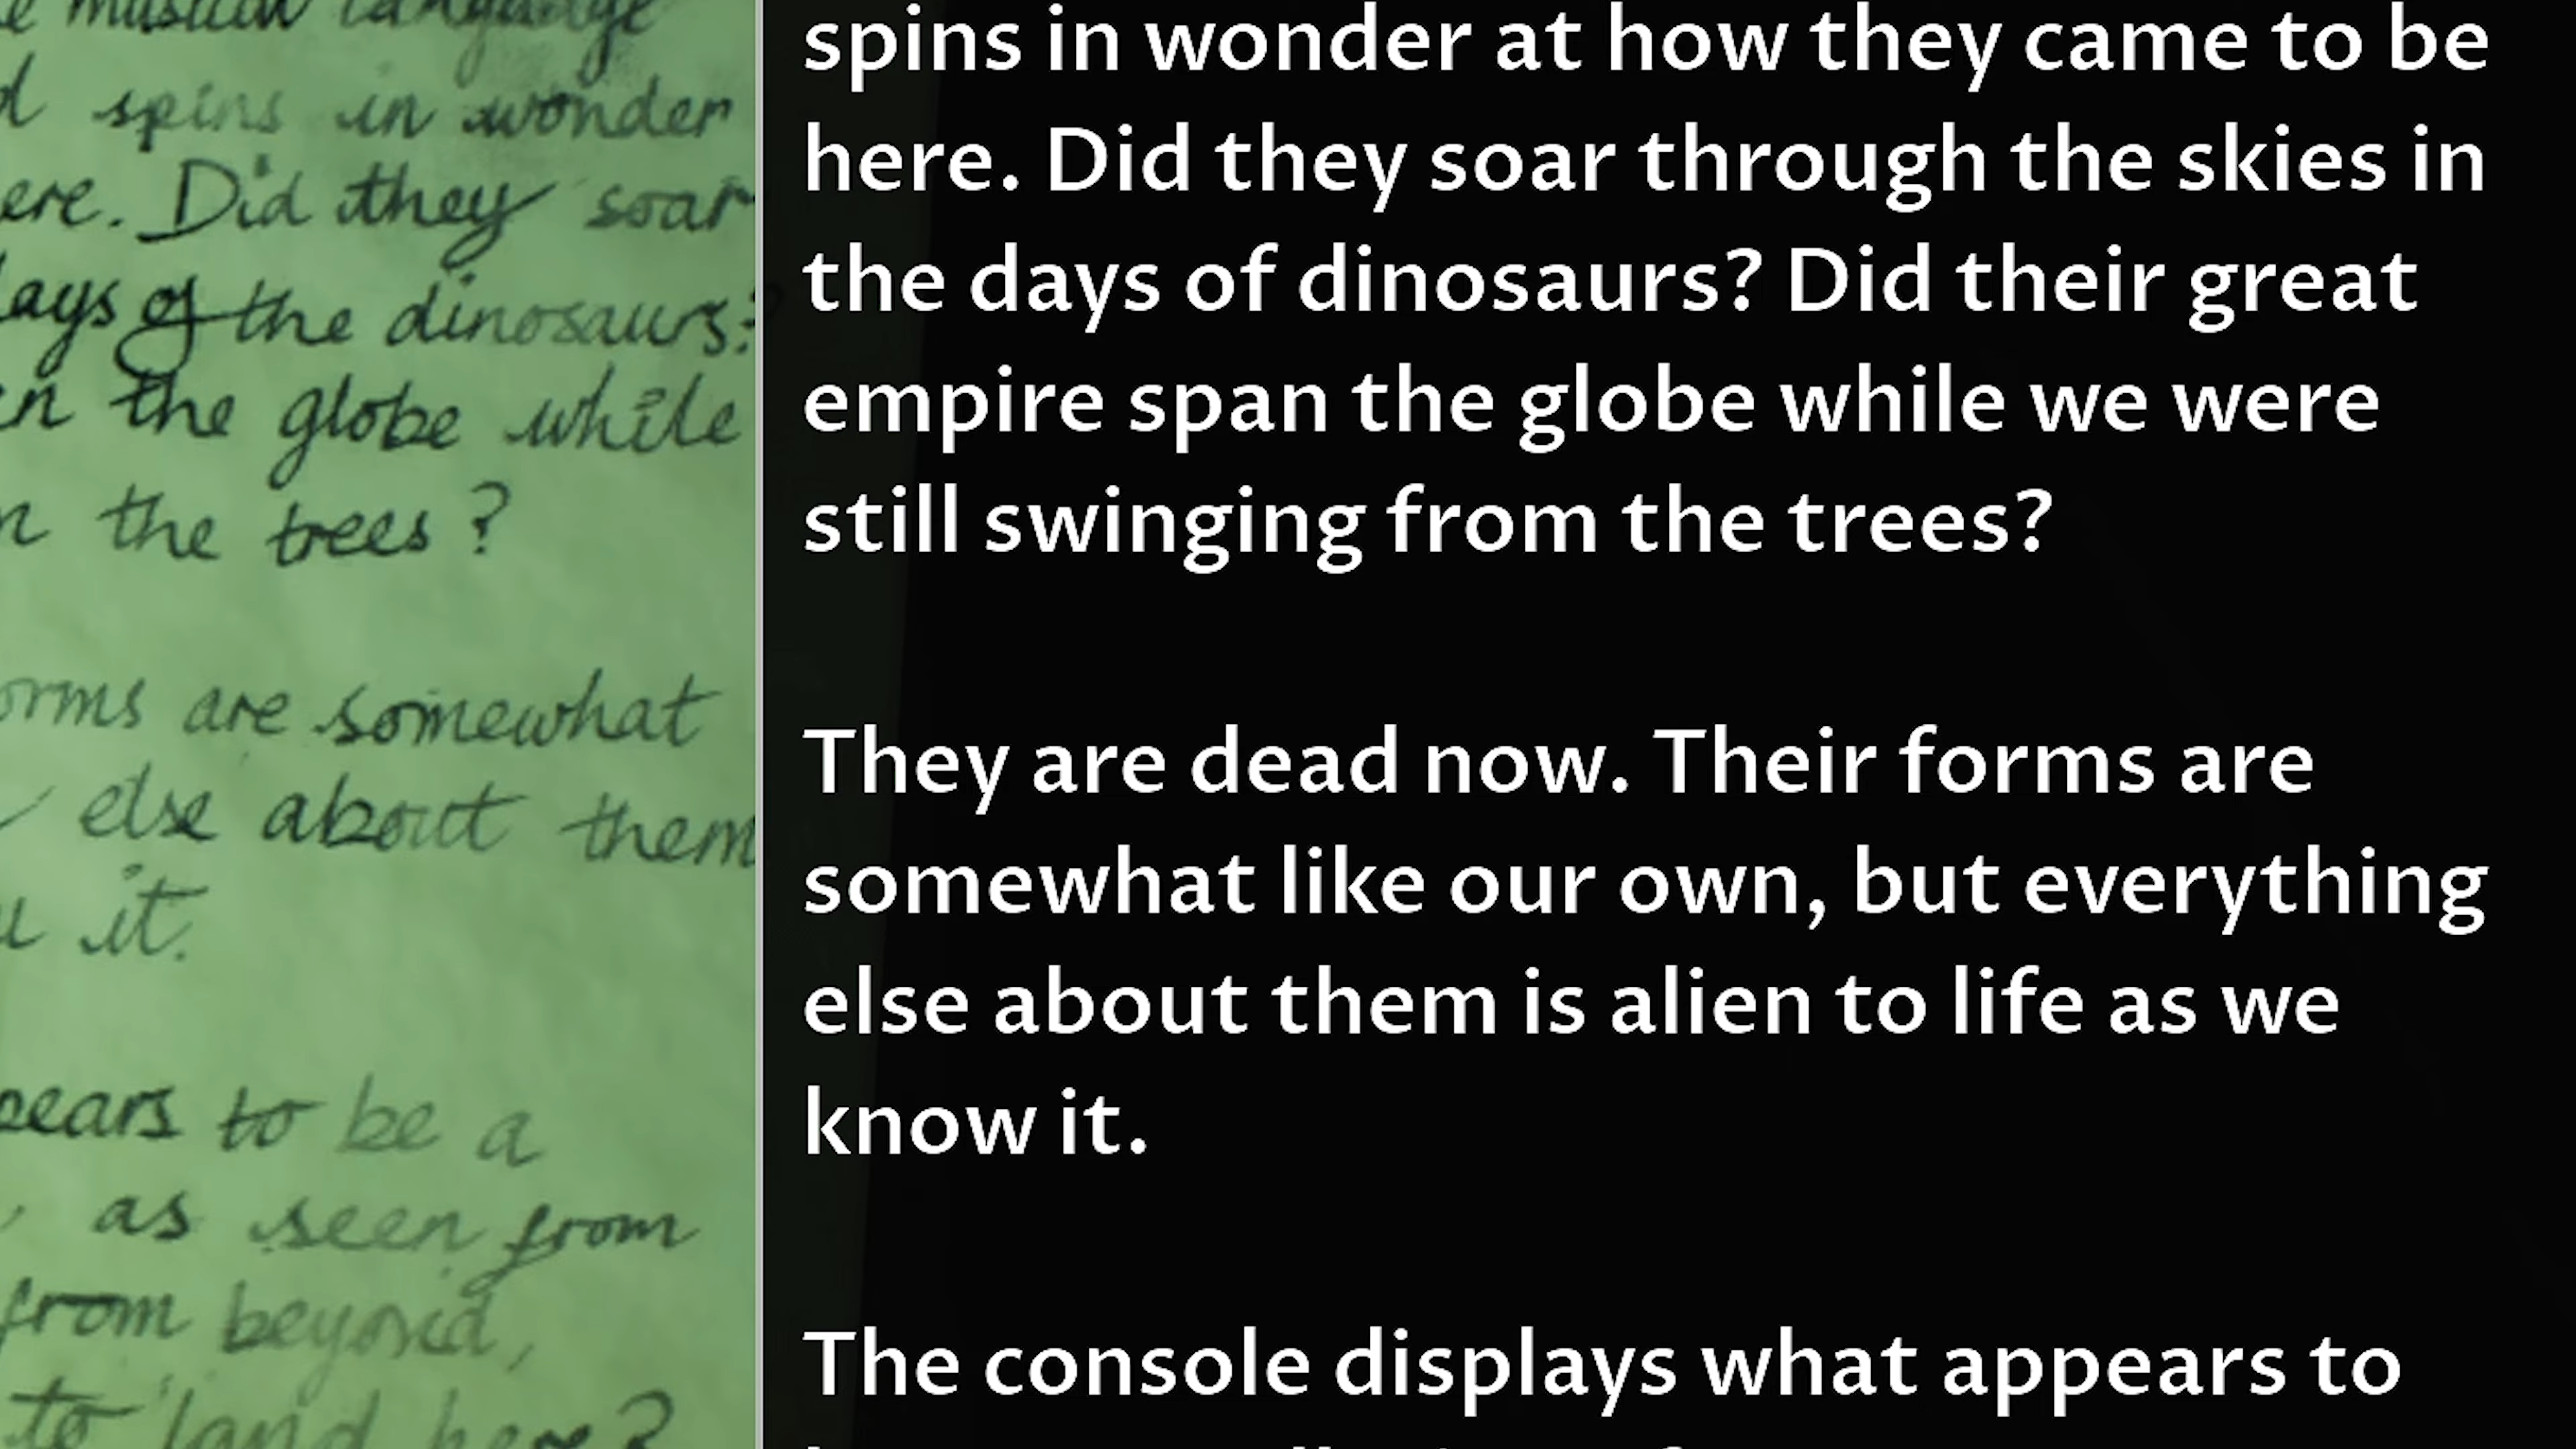 musical language
spins in wonder
ere. Did they soar
ays of the dinosaurs?
n the globe while
n the trees?
orms are somewhat
else about them
it.
pears to be a
, as seen from
from beyond,
to land here?
spins in wonder at how they came to be
here. Did they soar through the skies in
the days of dinosaurs? Did their great
empire span the globe while we were
still swinging from the trees?
They are dead now. Their forms are
somewhat like our own, but everything
else about them is alien to life as we
know it.
The console displays what appears to